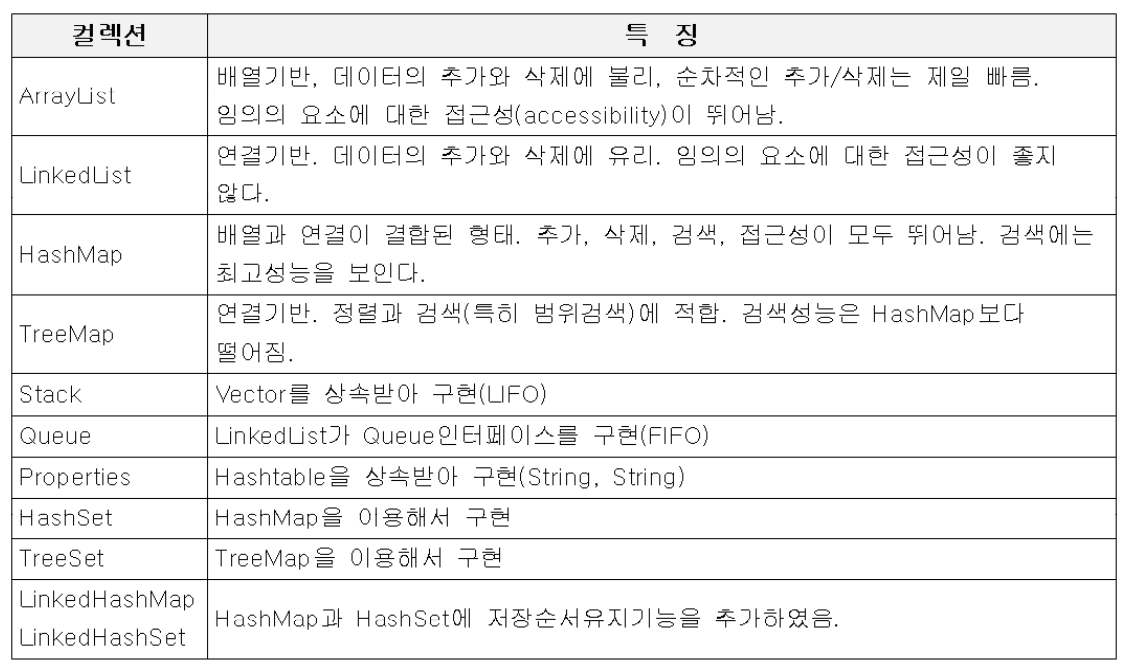 컬렉션
특 징
ArrayList
배열기반, 데이터의 추가와 삭제에 불리, 순차적인 추가/삭제는 제일 빠름.
임의의 요소에 대한 접근성(accessibility)이 뛰어남.
LinkedList
연결기반. 데이터의 추가와 삭제에 유리. 임의의 요소에 대한 접근성이 좋지
않다.
HashMap
배열과 연결이 결합된 형태. 추가, 삭제, 검색, 접근성이 모두 뛰어남. 검색에는
최고성능을 보인다.
TreeMap
연결기반. 정렬과 검색(특히 범위검색)에 적합. 검색성능은 HashMap보다
떨어짐.
Stack
Vector를 상속받아 구현(LIFO)
Queue
LinkedList가 Queue인터페이스를 구현(FIFO)
Properties
Hashtable을 상속받아 구현(String, String)
HashSet
HashMap을 이용해서 구현
TreeSet
TreeMap을 이용해서 구현
LinkedHashMap
LinkedHashSet
HashMap과 HashSet에 저장순서유지기능을 추가하였음.